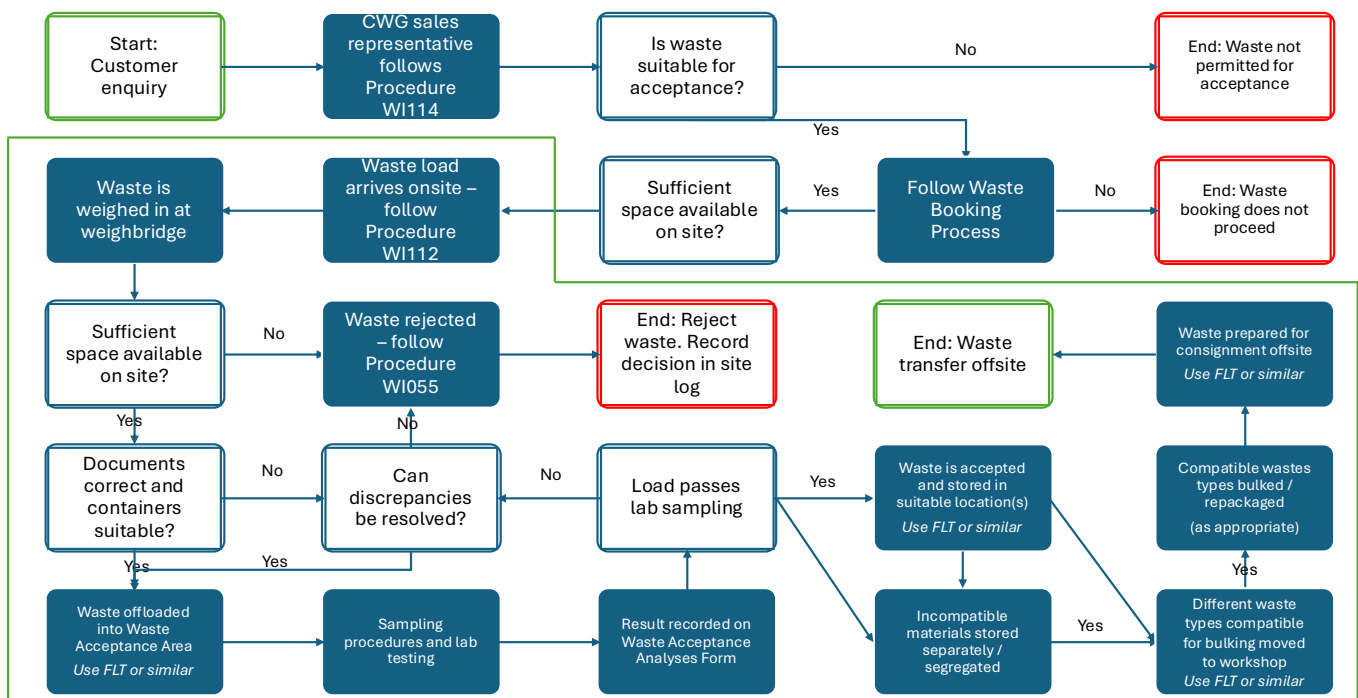 Start:
Customer
enquiry
CWG sales
representative
follows
Procedure
WI114
Is waste
suitable for
acceptance?
No
End: Waste not
permitted for
acceptance
Yes
Waste is
weighed in at
weighbridge
Waste load
arrives onsite –
follow
Procedure
WI112
Sufficient
space available
on site?
Yes
Follow Waste
Booking
Process
No
End: Waste
booking does not
proceed
Sufficient
space available
on site?
No
Waste rejected
– follow
Procedure
WI055
End: Reject
waste. Record
decision in site
log
End: Waste
transfer offsite
Waste prepared for
consignment offsite
Use FLT or similar
Yes
No
Documents
correct and
containers
suitable?
No
Can
discrepancies
be resolved?
No
Load passes
lab sampling
Yes
Waste is accepted
and stored in
suitable location(s)
Use FLT or similar
Compatible wastes
types bulked /
repackaged
(as appropriate)
Yes
Yes
Yes
Waste offloaded
into Waste
Acceptance Area
Use FLT or similar
Sampling
procedures and lab
testing
Result recorded on
Waste Acceptance
Analyses Form
Incompatible
materials stored
separately /
segregated
Yes
Different waste
types compatible
for bulking moved
to workshop
Use FLT or similar